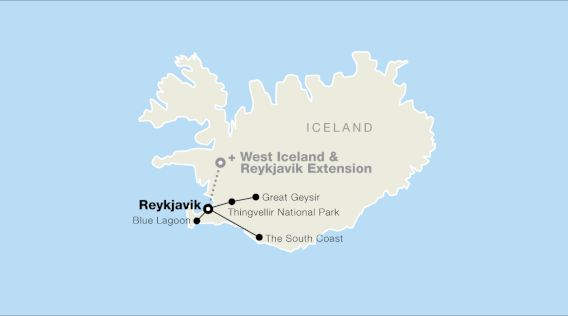 ICELAND
+ West Iceland &
Reykjavik Extension
Great Geysir
Reykjavik
Thingvellir National Park
Blue Lagoon
The South Coast